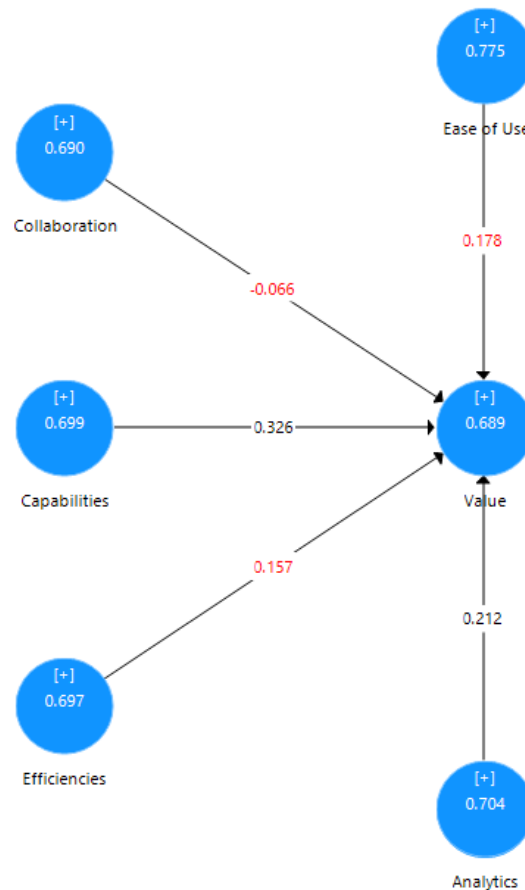 [+]
0.775
Ease of Use
[+]
0.690
Collaboration
0.178
-0.066
[+]
0.699
Capabilities
0.326
[+]
0.689
Value
0.157
0.212
[+]
0.697
Efficiencies
[+]
0.704
Analytics